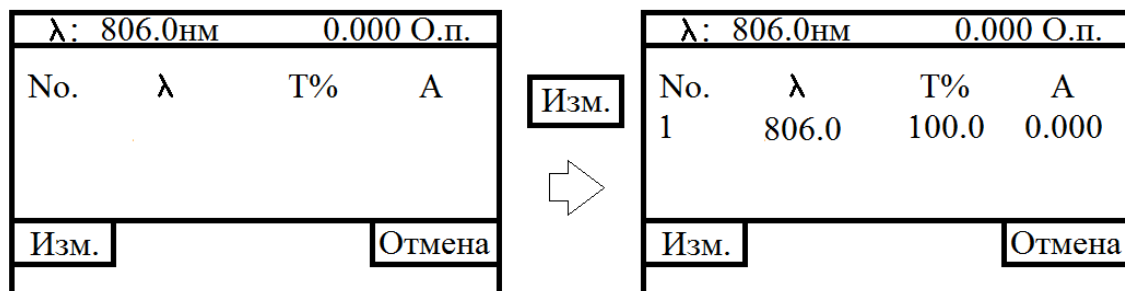 λ: 806.0нм 0.000 О.п.
No. λ T% A
Изм. Отмена
Изм.
λ: 806.0нм 0.000 О.п.
No. λ T% A
1 806.0 100.0 0.000
Изм. Отмена